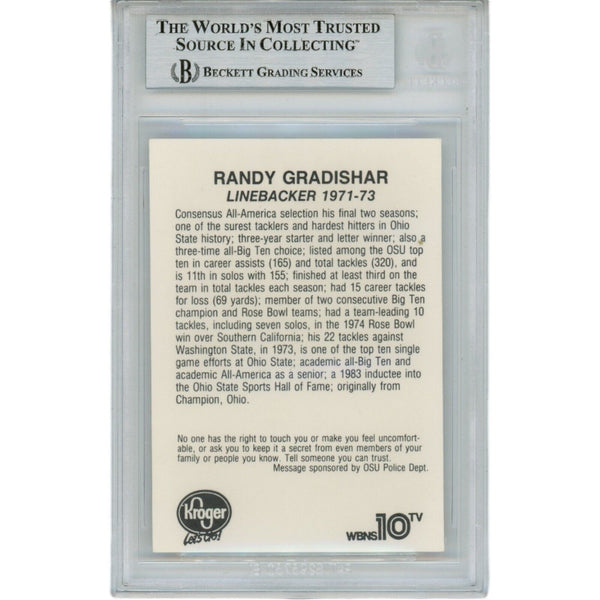 THE WORLD'S MOST TRUSTED
SOURCE IN COLLECTING™
B BECKETT GRADING SERVICES
RANDY GRADISHAR
LINEBACKER 1971-73
Consensus All-America selection his final two seasons;
one of the surest tacklers and hardest hitters in Ohio
State history; three-year starter and letter winner; also a
three-time all-Big Ten choice; listed among the OSU top
ten in career assists (165) and total tackles (320), and
is 11th in solos with 155; finished at least third on the
team in total tackles each season; had 15 career tackles
for loss (69 yards); member of two consecutive Big Ten
champion and Rose Bowl teams; had a team-leading 10
tackles, including seven solos, in the 1974 Rose Bowl
win over Southern California; his 22 tackles against
Washington State, in 1973, is one of the top ten single
game efforts at Ohio State; academic all-Big Ten and
academic All-America as a senior; a 1983 inductee into
the Ohio State Sports Hall of Fame; originally from
Champion, Ohio.
No one has the right to touch you or make you feel uncomfort-
able, or ask you to keep it a secret from even members of your
family or people you know. Tell someone you can trust.
Message sponsored by OSU Police Dept.
Kroger
Let's Go!
WBNS 10 TV